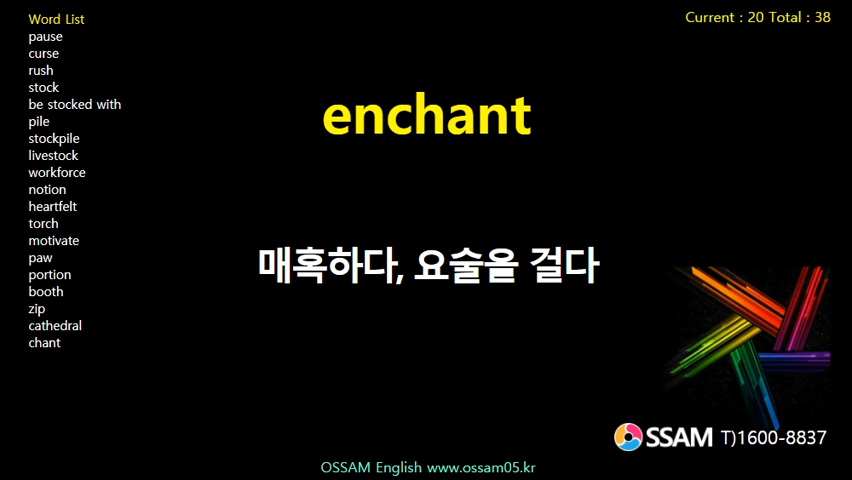 Word List
pause
curse
rush
stock
be stocked with
pile
stockpile
livestock
workforce
notion
heartfelt
torch
motivate
paw
portion
booth
zip
cathedral
chant
Current : 20 Total : 38
enchant
매혹하다, 요술을 걸다
SSAM T)1600-8837
OSSAM English www.ossam05.kr